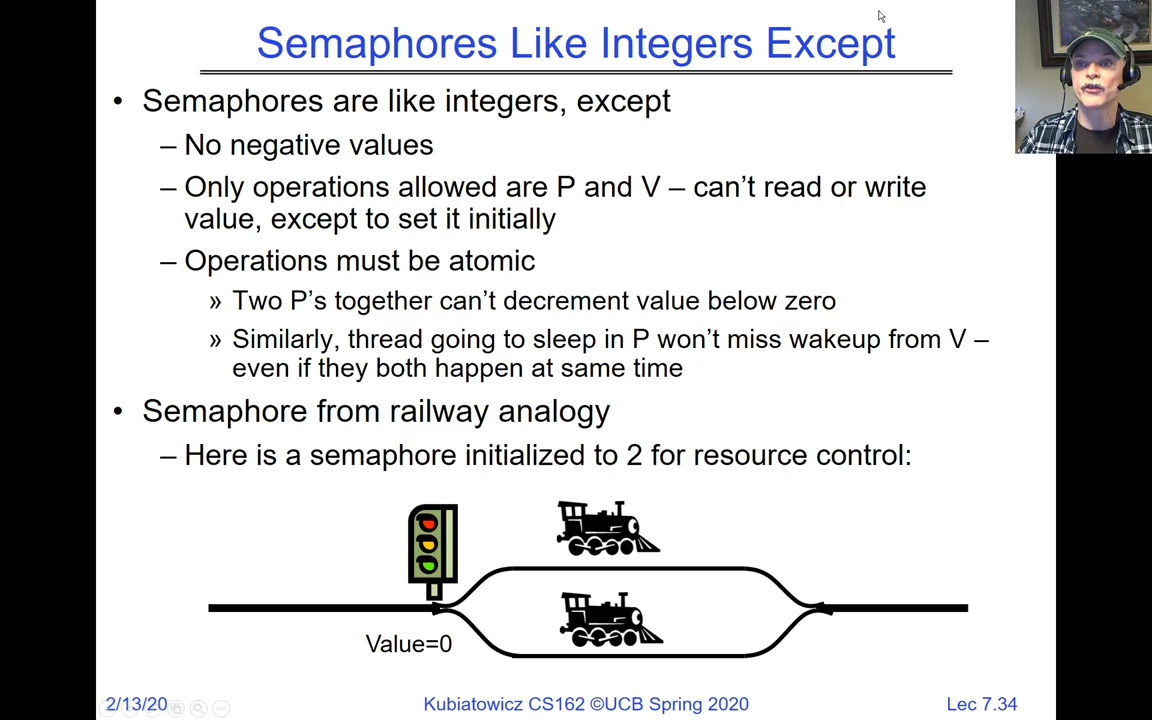 Semaphores Like Integers Except
• Semaphores are like integers, except
– No negative values
– Only operations allowed are P and V – can’t read or write
value, except to set it initially
– Operations must be atomic
» Two P’s together can’t decrement value below zero
» Similarly, thread going to sleep in P won’t miss wakeup from V –
even if they both happen at same time
• Semaphore from railway analogy
– Here is a semaphore initialized to 2 for resource control:
Value=0
2/13/20
Kubiatowicz CS162 ©UCB Spring 2020
Lec 7.34